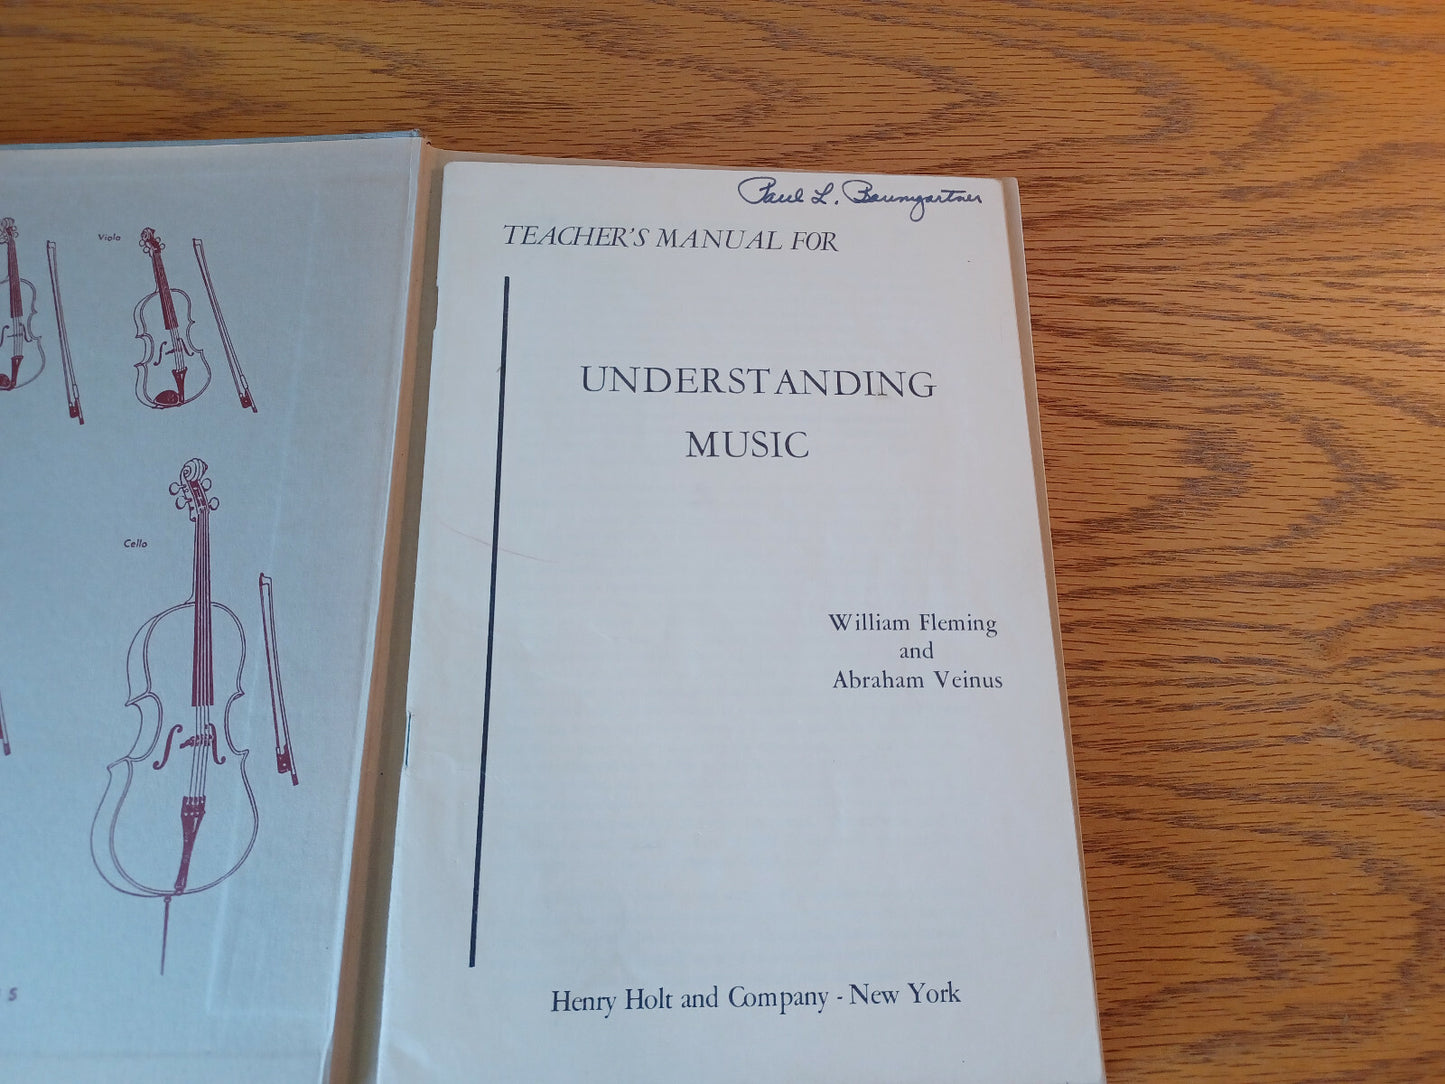 Viola
Cello
S
Paul L. Baumgartner
TEACHER'S MANUAL FOR
UNDERSTANDING
MUSIC
William Fleming
and
Abraham Veinus
Henry Holt and Company - New York